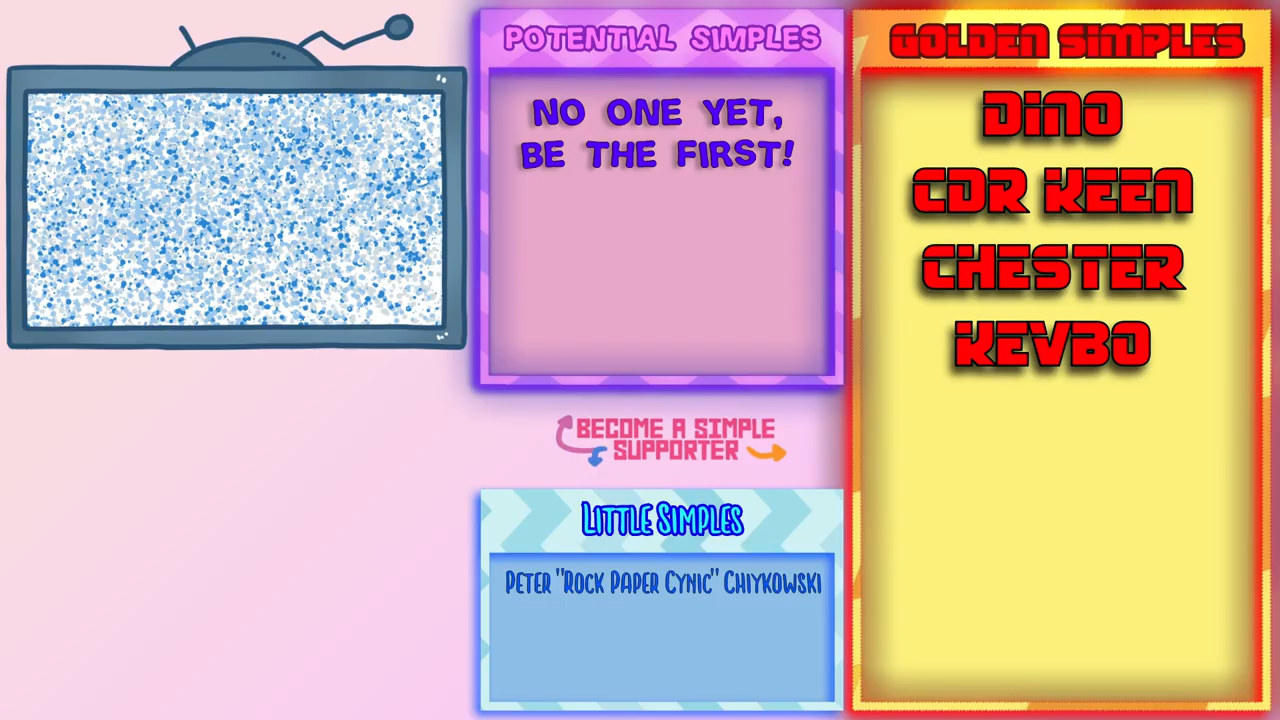 POTENTIAL SIMPLES
NO ONE YET,
BE THE FIRST!
BECOME A SIMPLE
SUPPORTER
LITTLE SIMPLES
PETER "ROCK PAPER CYNIC" CHIYKOWSKI
GOLDEN SIMPLES
DINO
CDR KEEN
CHESTER
KEVBO